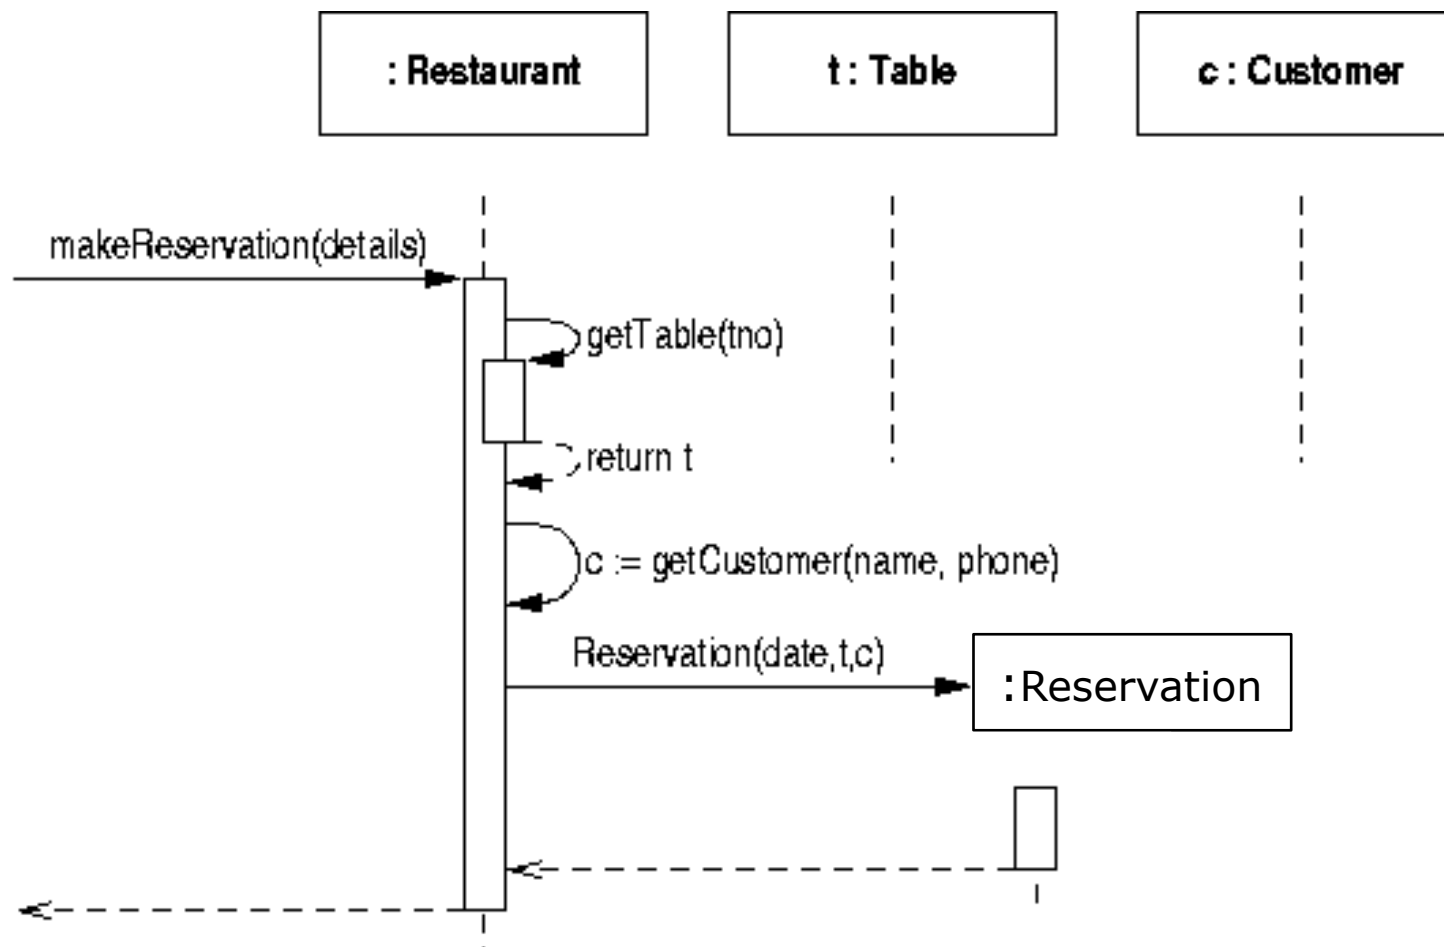 : Restaurant
t : Table
c : Customer
makeReservation(details)
getTable(tno)
return t
c := getCustomer(name, phone)
Reservation(date,t,c)
:Reservation